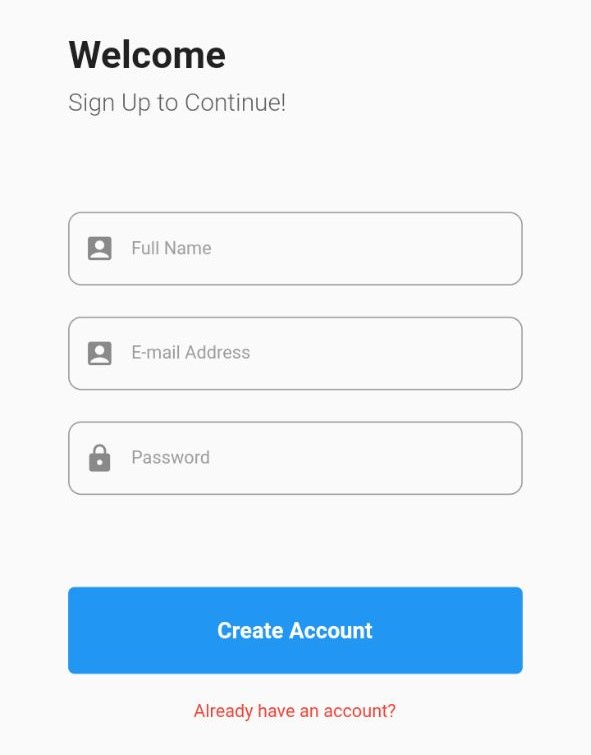 Welcome
Sign Up to Continue!
Full Name
E-mail Address
Password
Create Account
Already have an account?